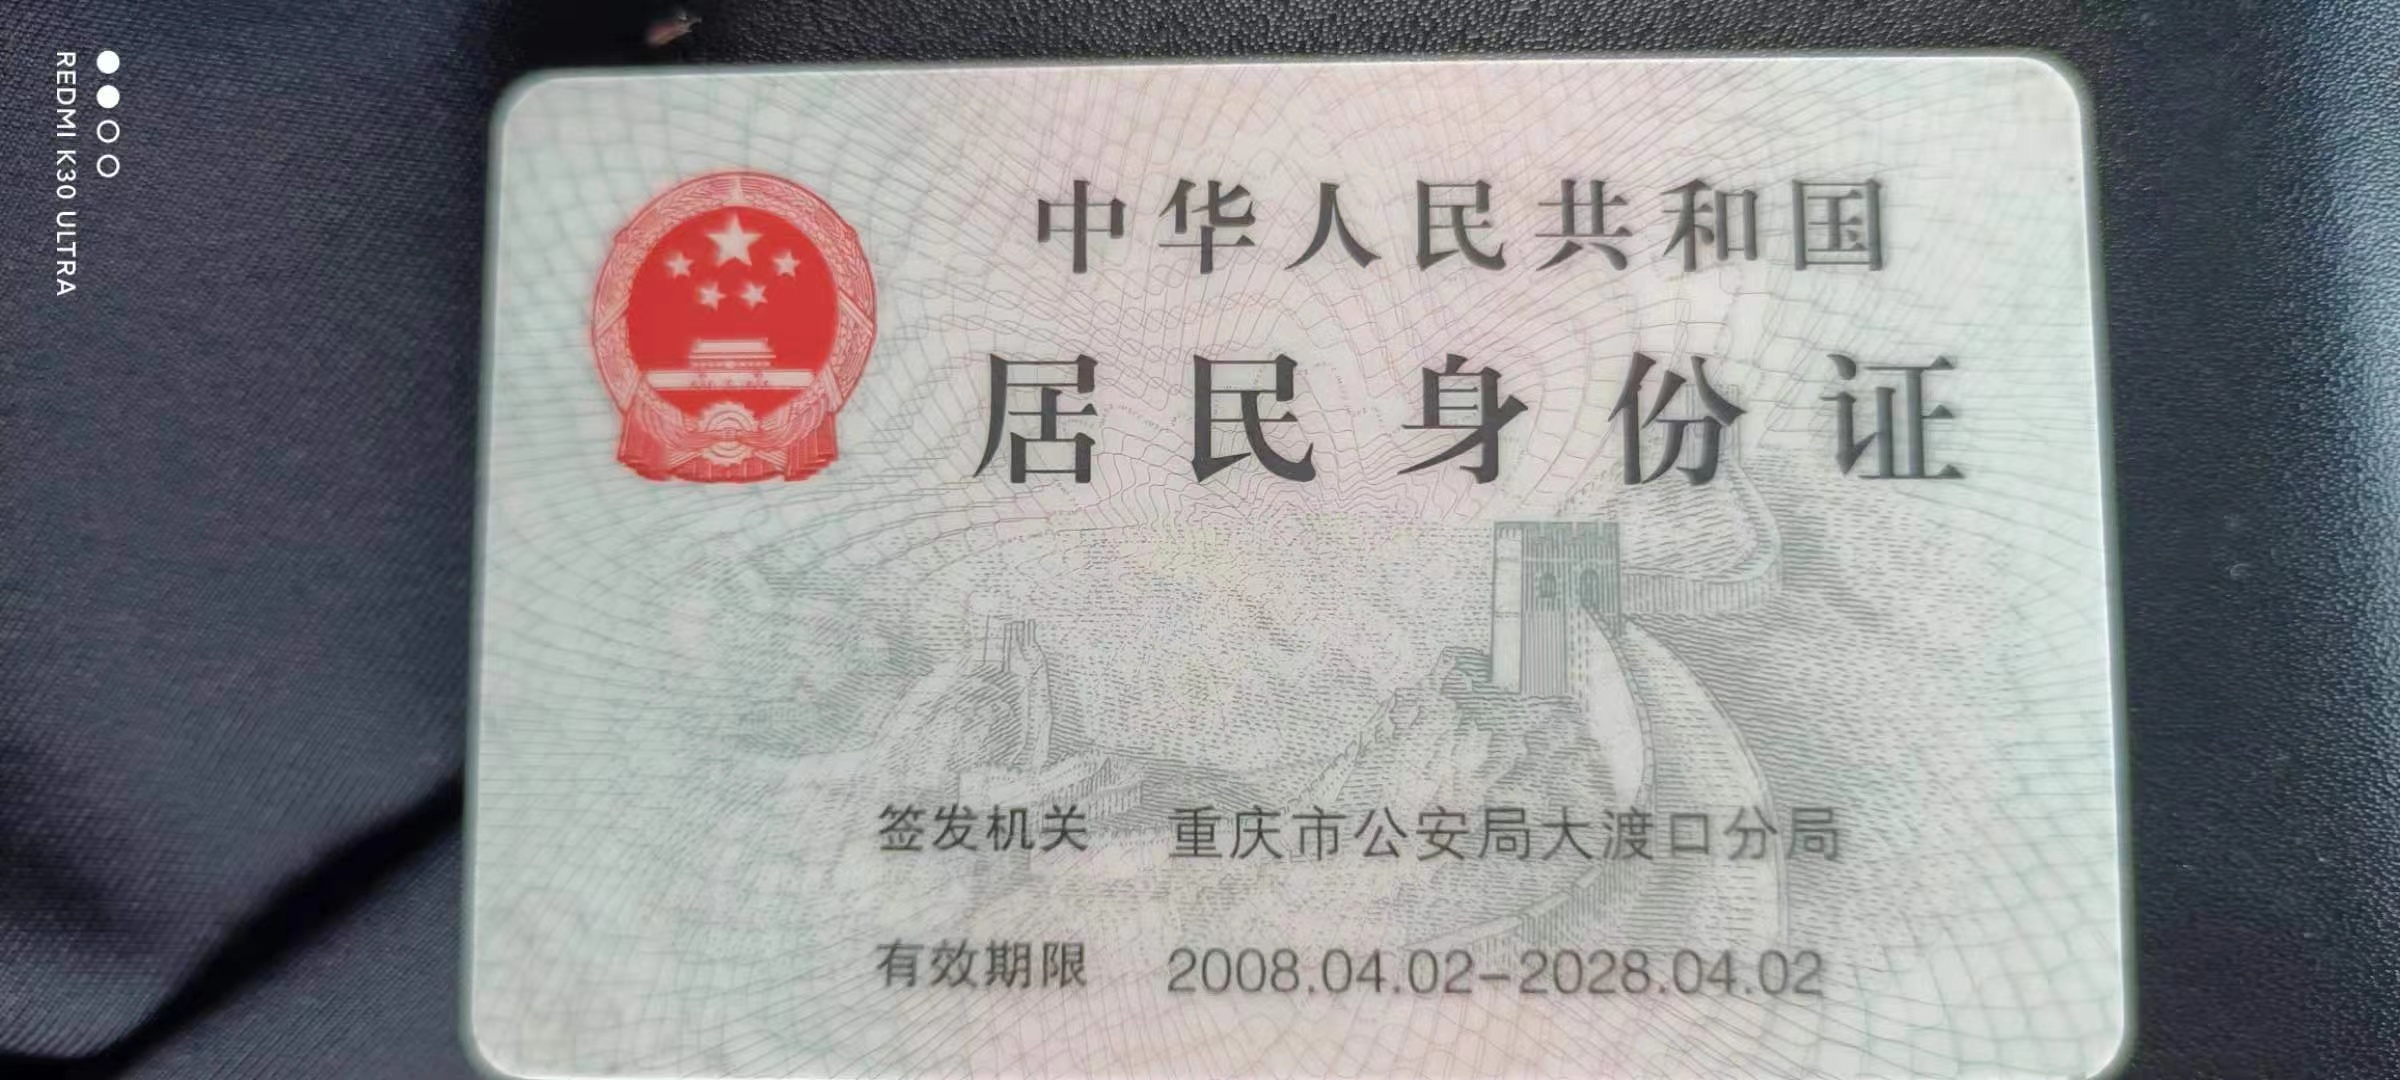 REDMI K30 ULTRA
中华人民共和国
居民身份证
签发机关 重庆市公安局大渡口分局
有效期限 2008.04.02-2028.04.02